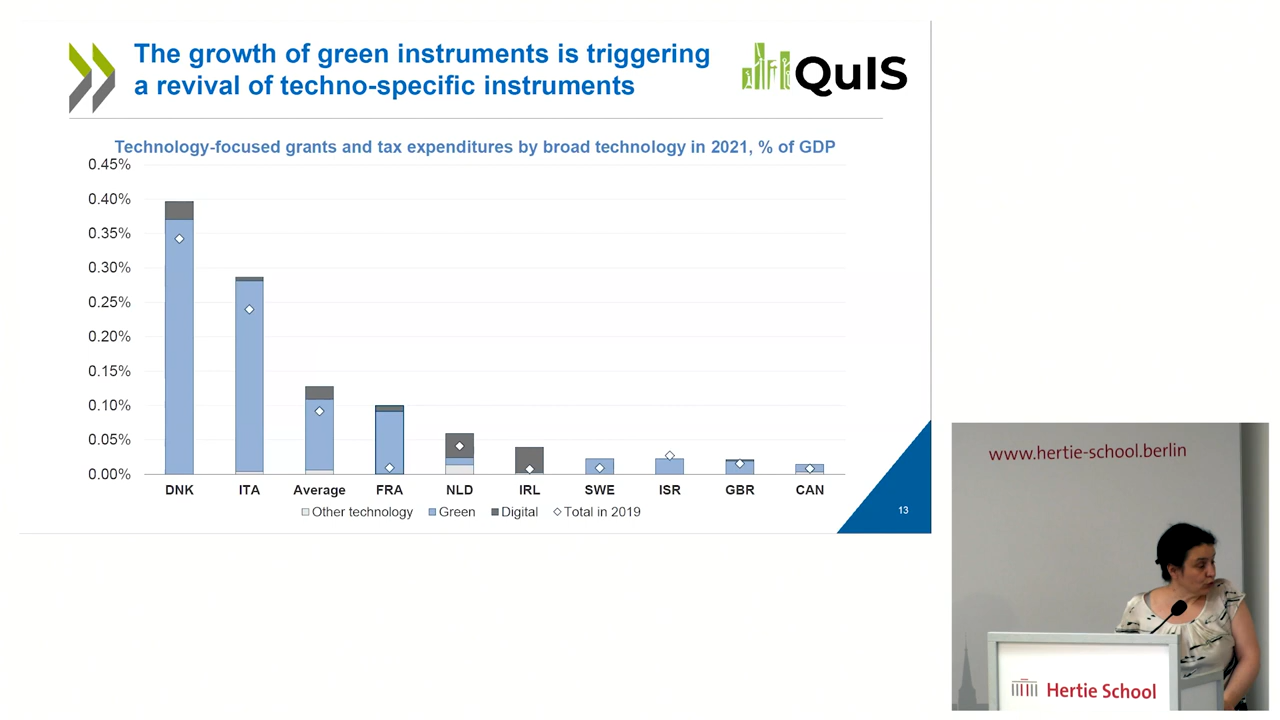 The growth of green instruments is triggering
a revival of techno-specific instruments
QuIS
Technology-focused grants and tax expenditures by broad technology in 2021, % of GDP
0.45%
0.40%
0.35%
0.30%
0.25%
0.20%
0.15%
0.10%
0.05%
0.00%
DNK ITA Average FRA NLD IRL SWE ISR GBR CAN
Other technology Green Digital Total in 2019
13
www.hertie-school.berlin
Hertie School